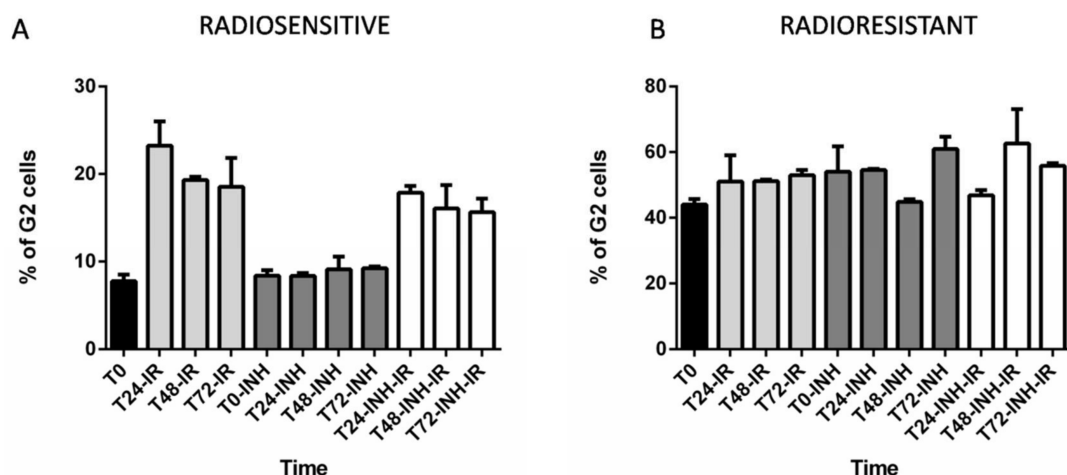 A
RADIOSENSITIVE
% of G2 cells
30
20
10
0
T0
T24-IR
T48-IR
T72-IR
T0-INH
T24-INH
T48-INH
T72-INH
T24-INH-IR
T48-INH-IR
T72-INH-IR
Time
B
RADIORESISTANT
% of G2 cells
80
60
40
20
0
T0
T24-IR
T48-IR
T72-IR
T0-INH
T24-INH
T48-INH
T72-INH
T24-INH-IR
T48-INH-IR
T72-INH-IR
Time